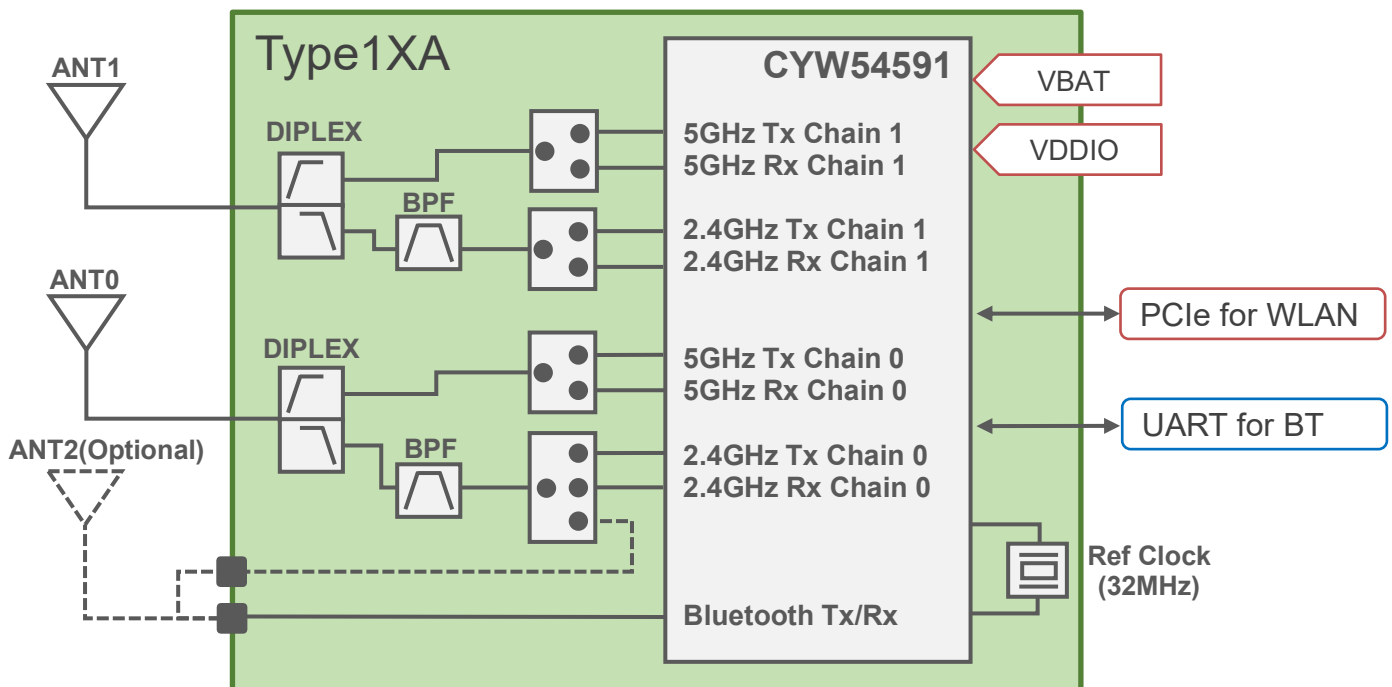 Type1XA
CYW54591
ANT1
VBAT
DIPLEX
5GHz Tx Chain 1
VDDIO
5GHz Rx Chain 1
BPF
2.4GHz Tx Chain 1
2.4GHz Rx Chain 1
ANT0
PCIe for WLAN
DIPLEX
5GHz Tx Chain 0
5GHz Rx Chain 0
UART for BT
ANT2(Optional)
BPF
2.4GHz Tx Chain 0
2.4GHz Rx Chain 0
Ref Clock
(32MHz)
Bluetooth Tx/Rx